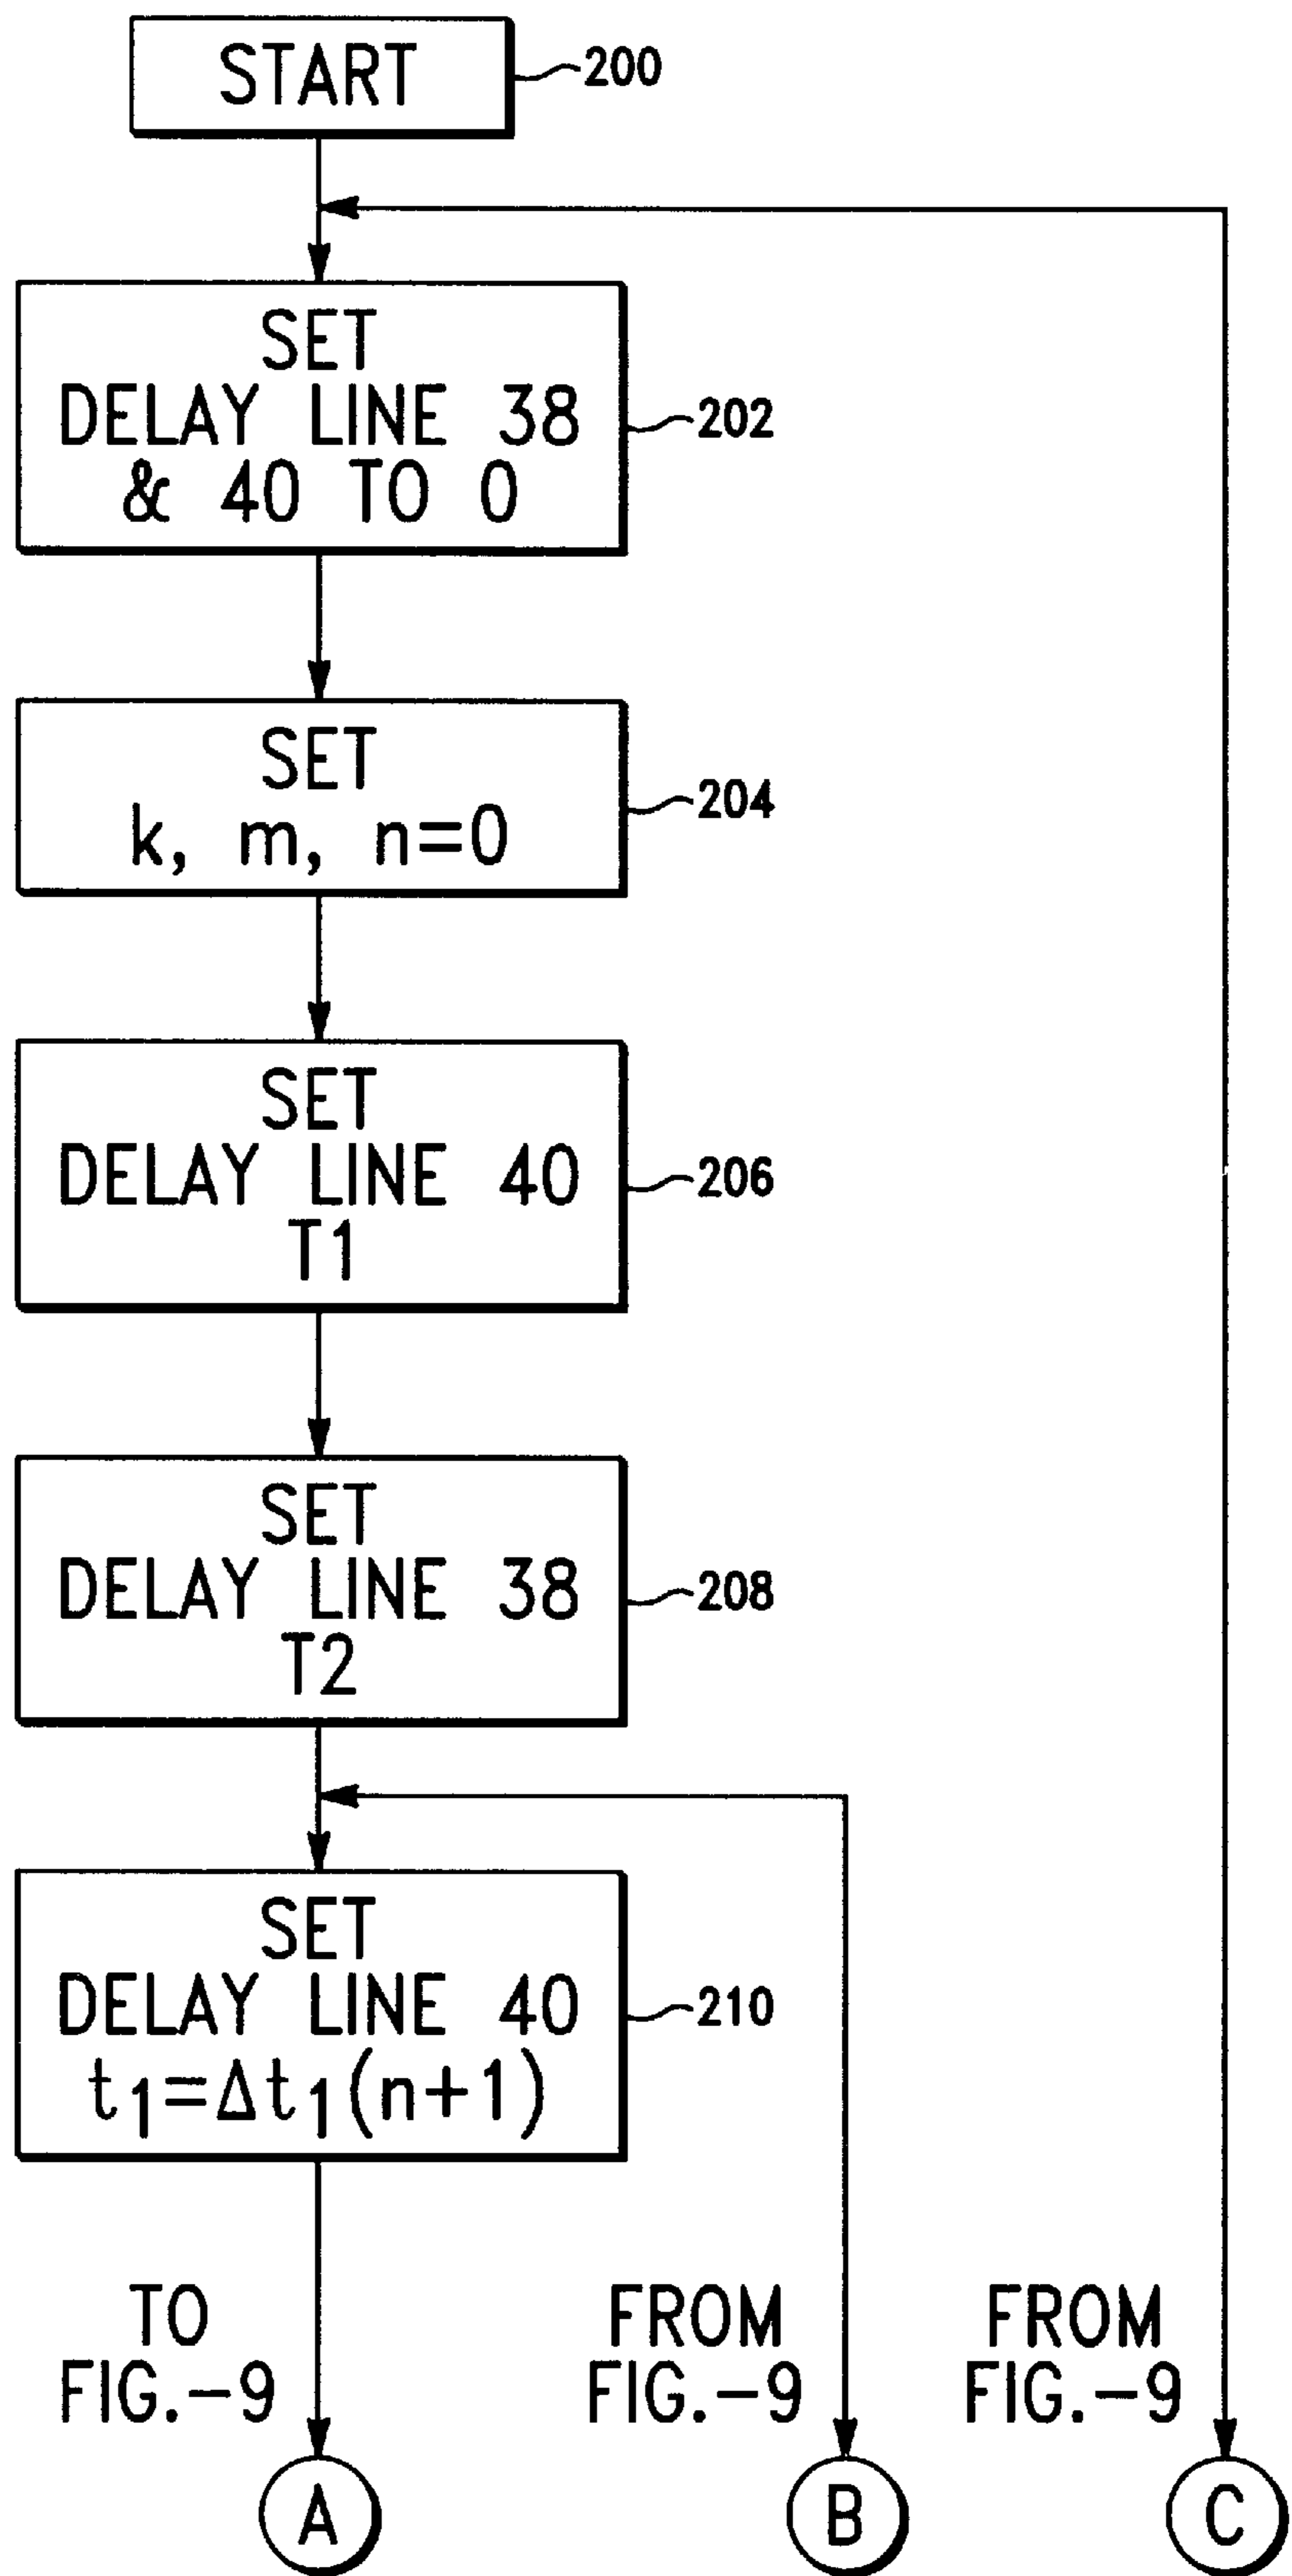 START
200
SET
DELAY LINE 38
& 40 TO 0
202
SET
k, m, n=0
204
SET
DELAY LINE 40
T1
206
SET
DELAY LINE 38
T2
208
SET
DELAY LINE 40
t₁=Δt₁(n+1)
210
TO
FIG.-9
FROM
FIG.-9
FROM
FIG.-9
A
B
C